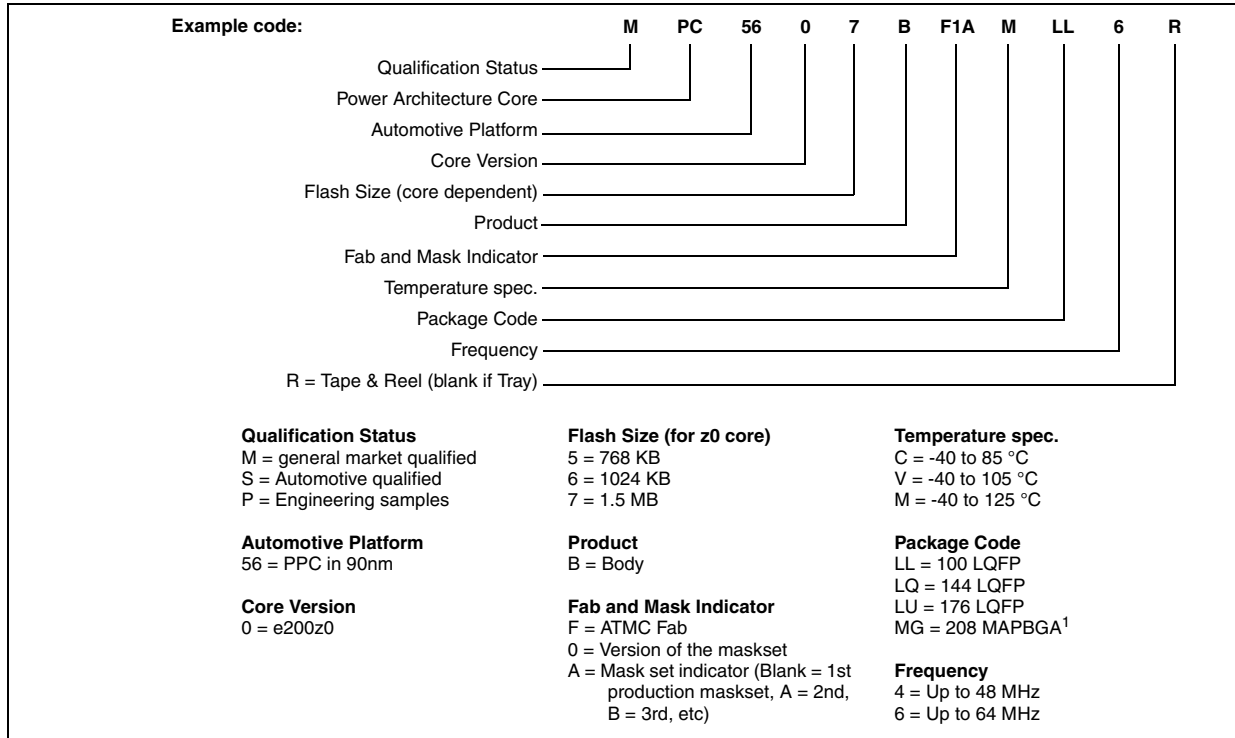 Example code: M PC 56 0 7 B F1A M LL 6 R
Qualification Status
Power Architecture Core
Automotive Platform
Core Version
Flash Size (core dependent)
Product
Fab and Mask Indicator
Temperature spec.
Package Code
Frequency
R = Tape & Reel (blank if Tray)
Qualification Status
M = general market qualified
S = Automotive qualified
P = Engineering samples
Automotive Platform
56 = PPC in 90nm
Core Version
0 = e200z0
Flash Size (for z0 core)
5 = 768 KB
6 = 1024 KB
7 = 1.5 MB
Product
B = Body
Fab and Mask Indicator
F = ATMC Fab
0 = Version of the maskset
A = Mask set indicator (Blank = 1st
production maskset, A = 2nd,
B = 3rd, etc)
Temperature spec.
C = -40 to 85 °C
V = -40 to 105 °C
M = -40 to 125 °C
Package Code
LL = 100 LQFP
LQ = 144 LQFP
LU = 176 LQFP
MG = 208 MAPBGA¹
Frequency
4 = Up to 48 MHz
6 = Up to 64 MHz